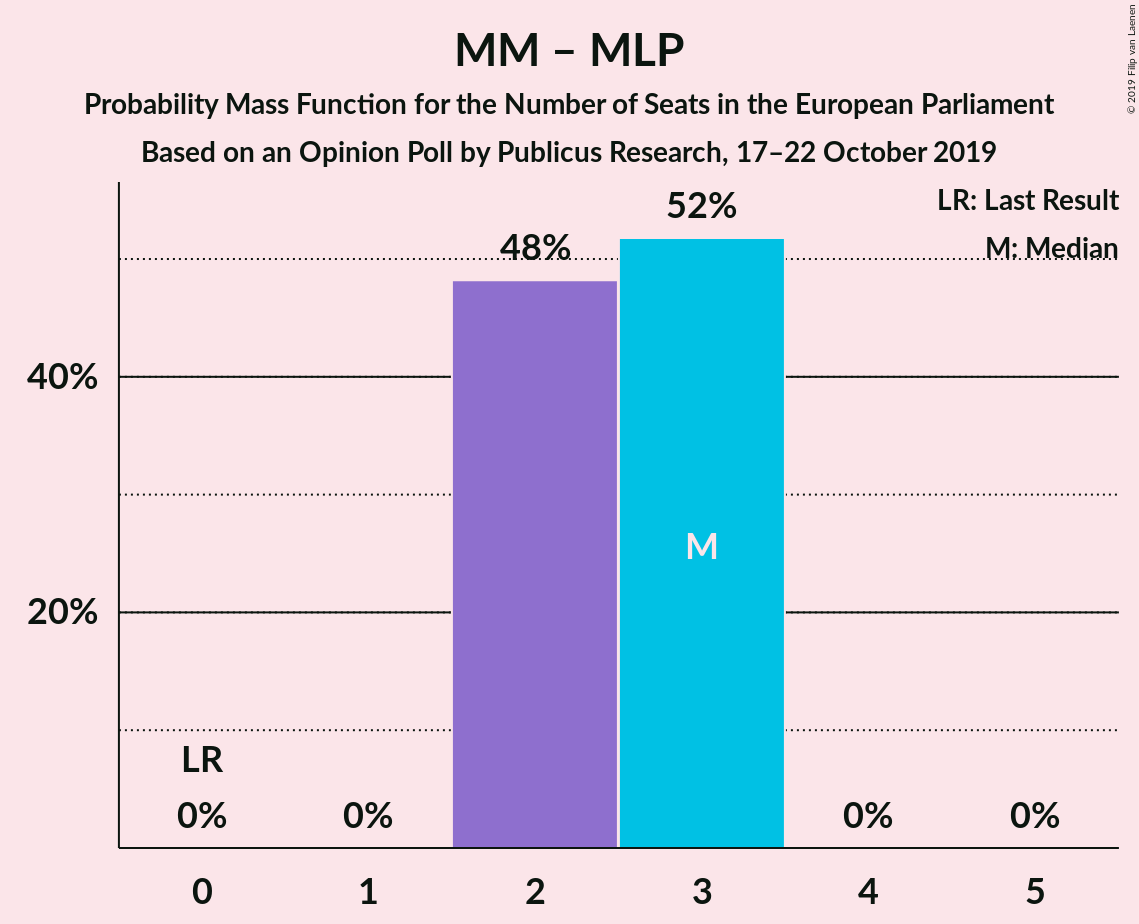 MM – MLP
Probability Mass Function for the Number of Seats in the European Parliament
Based on an Opinion Poll by Publicus Research, 17–22 October 2019
© 2019 Filip van Laenen
LR: Last Result
M: Median
52%
48%
40%
M
20%
LR
0%
0%
0%
0%
0
1
2
3
4
5